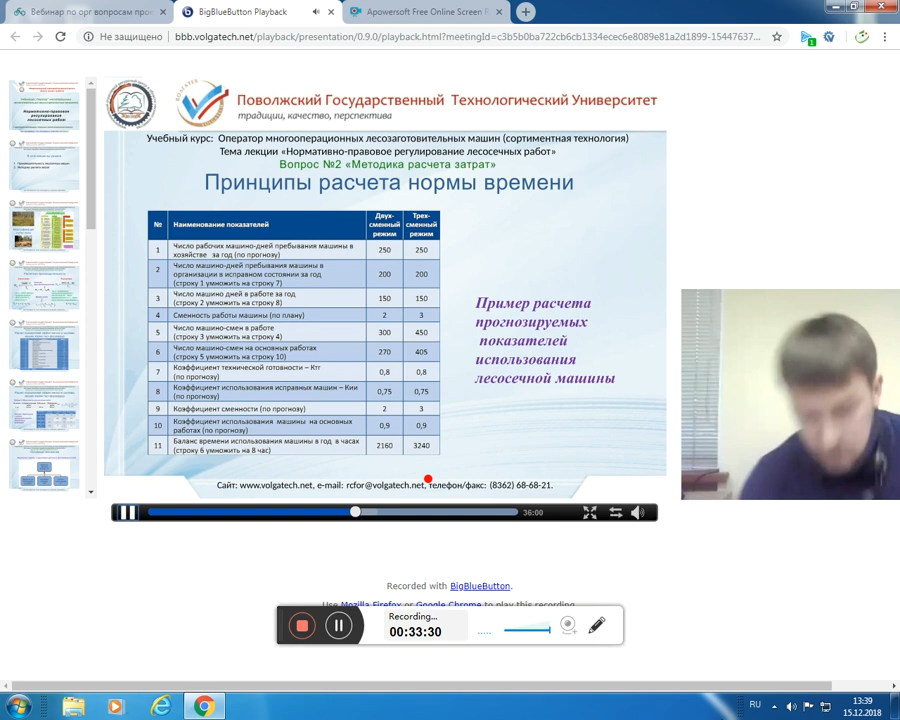 Вебинар по орг вопросам прое
BigBlueButton Playback
Apowersoft Free Online Screen R
Не защищено
bbb.volgatech.net/playback/presentation/0.9.0/playback.html?meetingId=c3b5b0ba722cb6cb1334ecec6e8089e81a2d1899-15447637...
Поволжский Государственный Технологический Университет
традиции, качество, перспектива
Учебный курс: Оператор многооперационных лесозаготовительных машин (сортиментная технология)
Тема лекции «Нормативно-правовое регулирование лесосечных работ»
Вопрос №2 «Методика расчета затрат»
Принципы расчета нормы времени
№ Наименование показателей Двух-сменный режим Трех-сменный режим
1 Число рабочих машино-дней пребывания машины в хозяйстве за год (по прогнозу) 250 250
2 Число машино-дней пребывания машины в организации в исправном состоянии за год (строку 1 умножить на строку 7) 200 200
3 Число машино дней в работе за год (строку 2 умножить на строку 8) 150 150
4 Сменность работы машины (по плану) 2 3
5 Число машино-смен в работе (строку 3 умножить на строку 4) 300 450
6 Число машино-смен на основных работах (строку 5 умножить на строку 10) 270 405
7 Коэффициент технической готовности – Ктг (по прогнозу) 0,8 0,8
8 Коэффициент использования исправных машин – Кии (по прогнозу) 0,75 0,75
9 Коэффициент сменности (по прогнозу) 2 3
10 Коэффициент использования машины на основных работах (по прогнозу) 0,9 0,9
11 Баланс времени использования машины в год в часах (строку 6 умножить на 8 час) 2160 3240
Пример расчета
прогнозируемых
показателей
использования
лесосечной машины
Сайт: www.volgatech.net, e-mail: rcfor@volgatech.net, телефон/факс: (8362) 68-68-21.
36:00
Recorded with BigBlueButton.
Use Mozilla Firefox or Google Chrome to play this recording.
Recording...
00:33:30
RU
13:39
15.12.2018